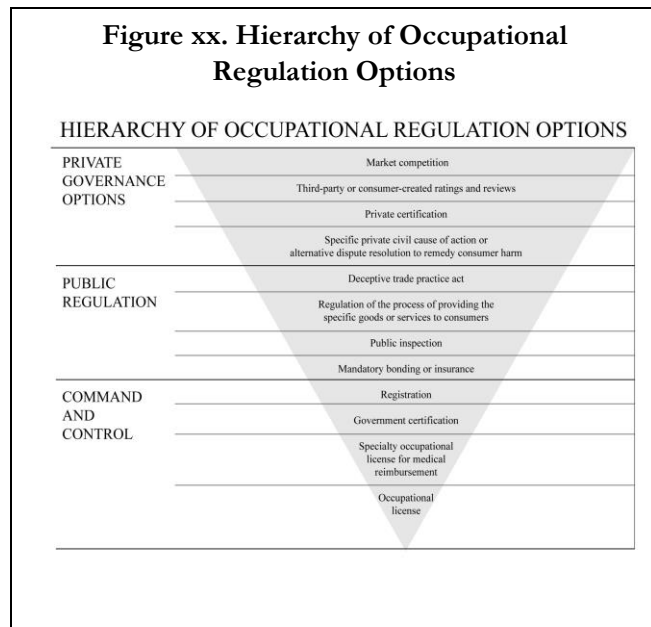 Figure xx. Hierarchy of Occupational
Regulation Options
HIERARCHY OF OCCUPATIONAL REGULATION OPTIONS
PRIVATE
GOVERNANCE
OPTIONS
Market competition
Third-party or consumer-created ratings and reviews
Private certification
Specific private civil cause of action or
alternative dispute resolution to remedy consumer harm
PUBLIC
REGULATION
Deceptive trade practice act
Regulation of the process of providing the
specific goods or services to consumers
Public inspection
Mandatory bonding or insurance
COMMAND
AND
CONTROL
Registration
Government certification
Specialty occupational
license for medical
reimbursement
Occupational
license